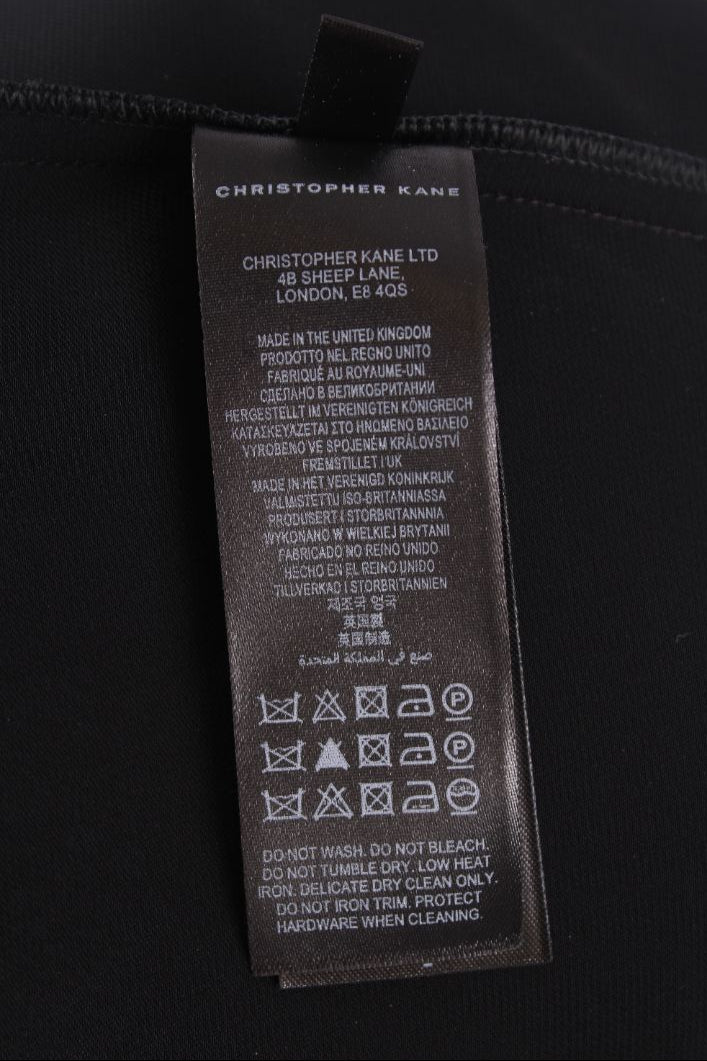 CHRISTOPHER KANE
CHRISTOPHER KANE LTD
4B SHEEP LANE,
LONDON, E8 4QS
MADE IN THE UNITED KINGDOM
PRODOTTO NEL REGNO UNITO
FABRIQUÉ AU ROYAUME-UNI
СДЕЛАНО В ВЕЛИКОБРИТАНИИ
HERGESTELLT IM VEREINIGTEN KÖNIGREICH
ΚΑΤΑΣΚΕΥΑΖΕΤΑΙ ΣΤΟ ΗΝΩΜΕΝΟ ΒΑΣΙΛΕΙΟ
VYROBENO VE SPOJENÉM KRÁLOVSTVÍ
FREMSTILLET I UK
MADE IN HET VERENIGD KONINKRIJK
VALMISTETTU ISO-BRITANNIASSA
PRODUSERT I STORBRITANNNIA
WYKONANO W WIELKIEJ BRYTANII
FABRICADO NO REINO UNIDO
HECHO EN EL REINO UNIDO
TILLVERKAD I STORBRITANNIEN
제조국 영국
英国製
英国制造
صنع في المملكة المتحدة
P
P
DO NOT WASH. DO NOT BLEACH.
DO NOT TUMBLE DRY. LOW HEAT
IRON. DELICATE DRY CLEAN ONLY.
DO NOT IRON TRIM. PROTECT
HARDWARE WHEN CLEANING.